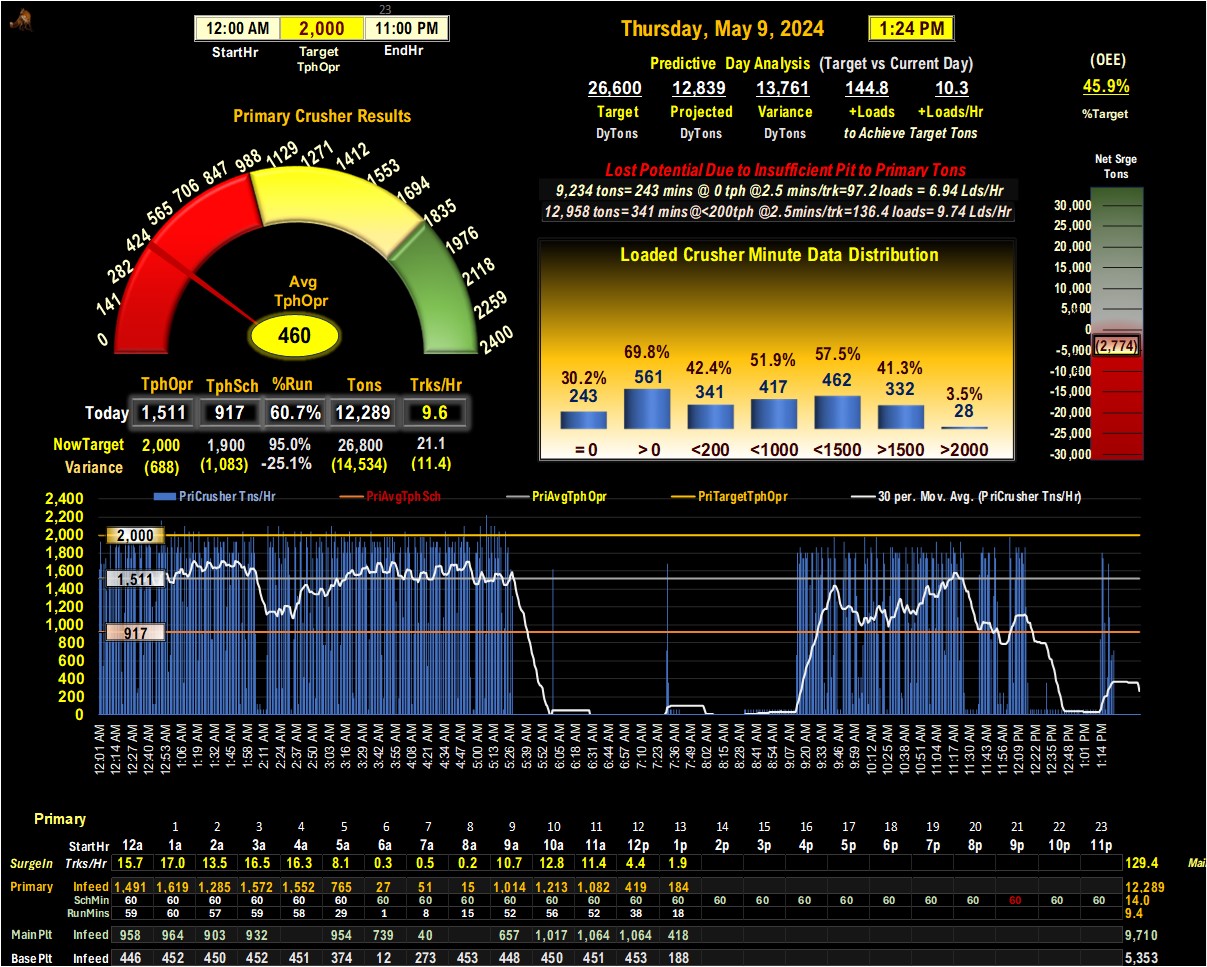 23
12:00 AM 2,000 11:00 PM
StartHr Target TphOpr EndHr
Thursday, May 9, 2024 1:24 PM
Predictive Day Analysis (Target vs Current Day)
26,600 12,839 13,761 144.8 10.3
Target Projected Variance +Loads +Loads/Hr
DyTons DyTons DyTons to Achieve Target Tons
(OEE)
45.9%
%Target
Primary Crusher Results
0 141 282 424 565 706 847 988 1129 1271 1412 1553 1694 1835 1976 2118 2259 2400
Avg
TphOpr
460
Lost Potential Due to Insufficient Pit to Primary Tons
9,234 tons= 243 mins @ 0 tph @2.5 mins/trk=97.2 loads = 6.94 Lds/Hr
12,958 tons= 341 mins@<200tph @2.5mins/trk=136.4 loads= 9.74 Lds/Hr
Net Srge
Tons
30,000
25,000
20,000
15,000
10,000
5,000
0
(2,774)
-5,000
-10,000
-15,000
-20,000
-25,000
-30,000
Loaded Crusher Minute Data Distribution
30.2% 69.8% 42.4% 51.9% 57.5% 41.3% 3.5%
243 561 341 417 462 332 28
= 0 > 0 <200 <1000 <1500 >1500 >2000
TphOpr TphSch %Run Tons Trks/Hr
Today 1,511 917 60.7% 12,289 9.6
NowTarget 2,000 1,900 95.0% 26,800 21.1
Variance (688) (1,083) -25.1% (14,534) (11.4)
PriCrusher Tns/Hr PriAvgTphSch PriAvgTphOpr PriTargetTphOpr 30 per. Mov. Avg. (PriCrusher Tns/Hr)
2,400
2,200
2,000 2,000
1,800
1,600
1,511
1,400
1,200
1,000
917
800
600
400
200
0
12:01 AM 12:14 AM 12:27 AM 12:40 AM 12:53 AM 1:06 AM 1:19 AM 1:32 AM 1:45 AM 1:58 AM 2:11 AM 2:24 AM 2:37 AM 2:50 AM 3:03 AM 3:16 AM 3:29 AM 3:42 AM 3:55 AM 4:08 AM 4:21 AM 4:34 AM 4:47 AM 5:00 AM 5:13 AM 5:26 AM 5:39 AM 5:52 AM 6:05 AM 6:18 AM 6:31 AM 6:44 AM 6:57 AM 7:10 AM 7:23 AM 7:36 AM 7:49 AM 8:02 AM 8:15 AM 8:28 AM 8:41 AM 8:54 AM 9:07 AM 9:20 AM 9:33 AM 9:46 AM 9:59 AM 10:12 AM 10:25 AM 10:38 AM 10:51 AM 11:04 AM 11:17 AM 11:30 AM 11:43 AM 11:56 AM 12:09 PM 12:22 PM 12:35 PM 12:48 PM 1:01 PM 1:14 PM
Primary 1 2 3 4 5 6 7 8 9 10 11 12 13 14 15 16 17 18 19 20 21 22 23
StartHr 12a 1a 2a 3a 4a 5a 6a 7a 8a 9a 10a 11a 12p 1p 2p 3p 4p 5p 6p 7p 8p 9p 10p 11p
SurgeIn Trks/Hr 15.7 17.0 13.5 16.5 16.3 8.1 0.3 0.5 0.2 10.7 12.8 11.4 4.4 1.9 129.4 Mai
Primary Infeed 1,491 1,619 1,285 1,572 1,552 765 27 51 15 1,014 1,213 1,082 419 184 12,289
SchMin 60 60 60 60 60 60 60 60 60 60 60 60 60 60 60 60 60 60 60 60 60 60 60 60 14.0
RunMins 59 60 57 59 58 29 1 8 15 52 56 52 38 18 9.4
Main Plt Infeed 958 964 903 932 954 739 40 657 1,017 1,064 1,064 418 9,710
Base Plt Infeed 446 452 450 452 451 374 12 273 453 448 450 451 453 188 5,353